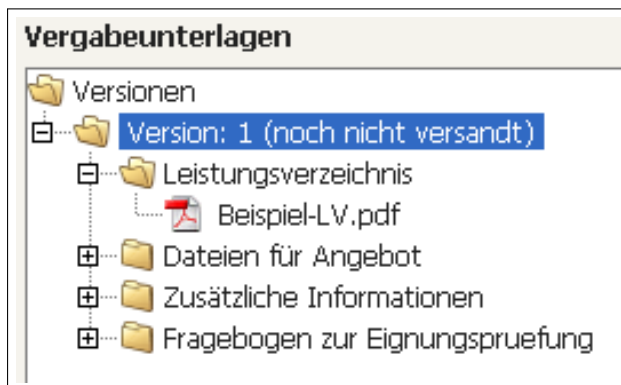 Vergabeunterlagen
Versionen
Version: 1 (noch nicht versandt)
Leistungsverzeichnis
Beispiel-LV.pdf
Dateien für Angebot
Zusätzliche Informationen
Fragebogen zur Eignungspruefung